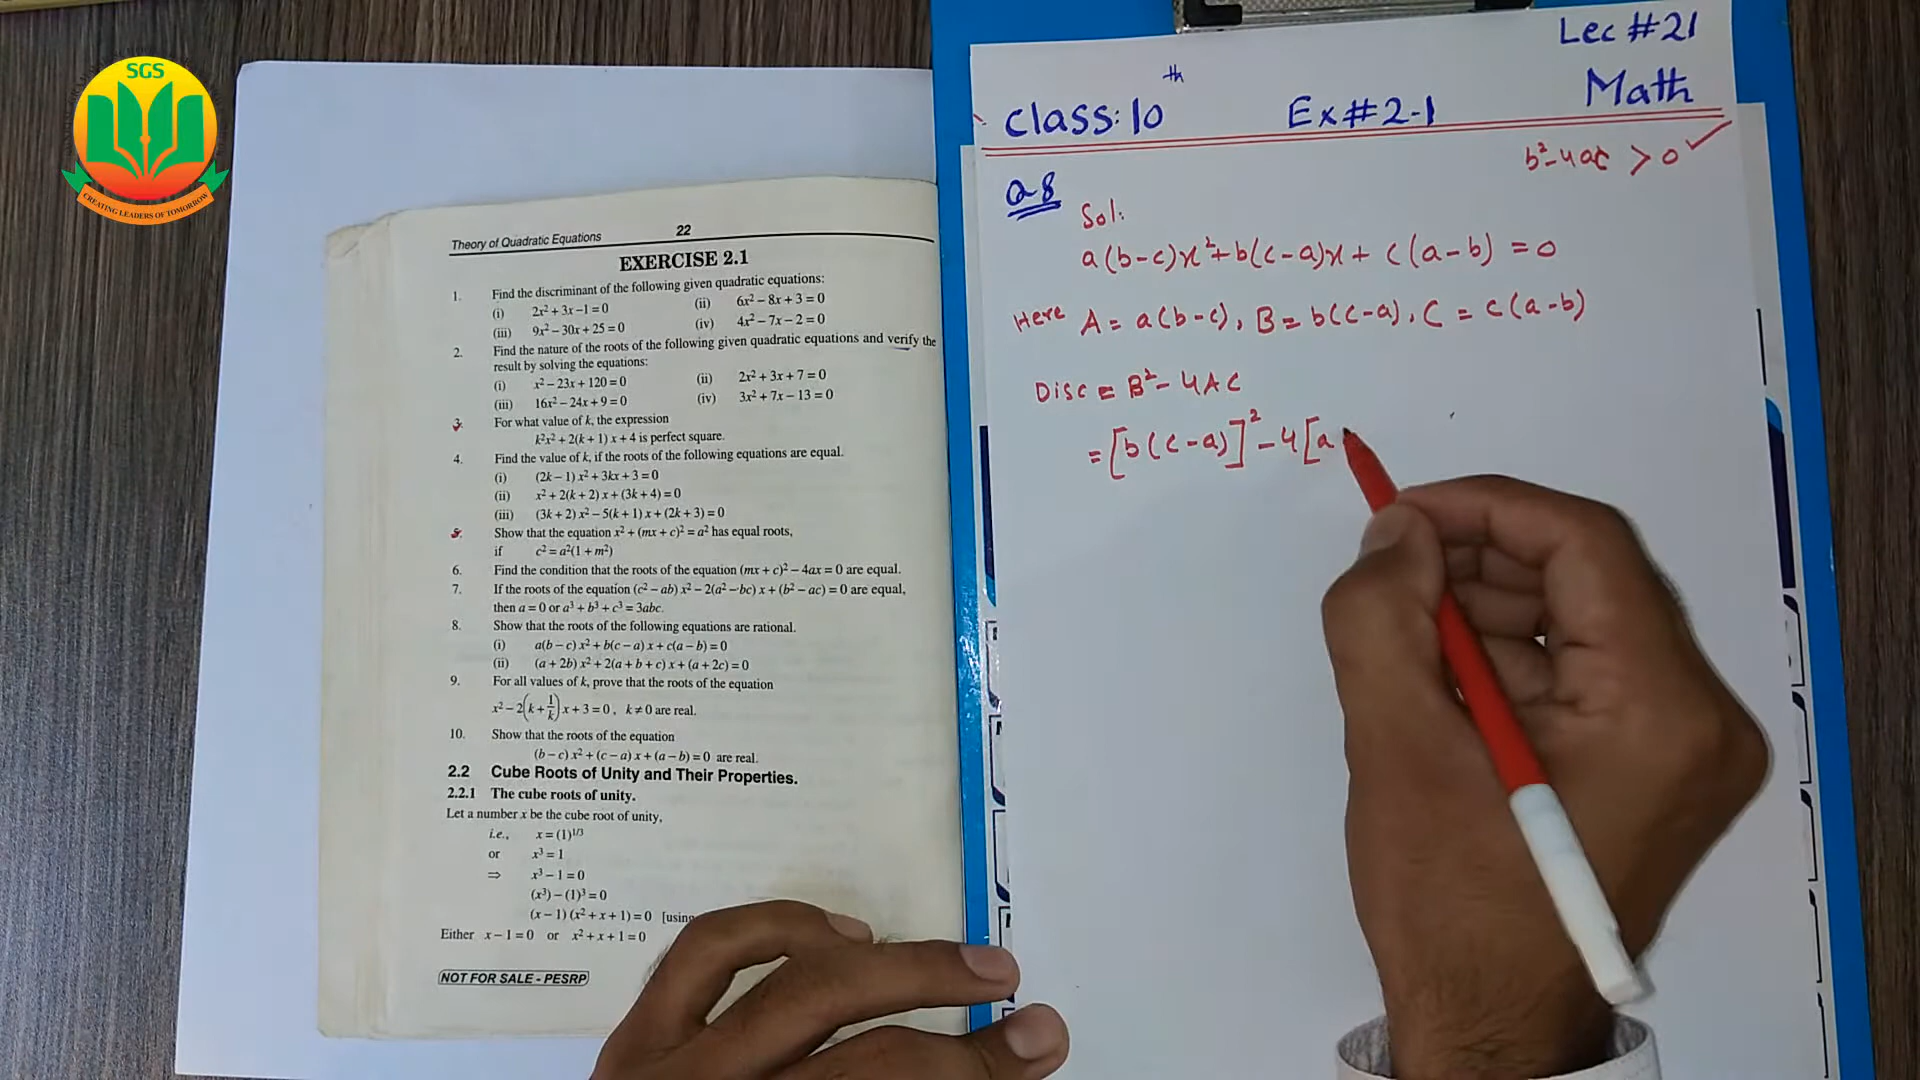 SGS
CREATING LEADERS OF TOMORROW
Theory of Quadratic Equations 22
EXERCISE 2.1
1. Find the discriminant of the following given quadratic equations:
(i) 2x² + 3x – 1 = 0 (ii) 6x² – 8x + 3 = 0
(iii) 9x² – 30x + 25 = 0 (iv) 4x² – 7x – 2 = 0
2. Find the nature of the roots of the following given quadratic equations and verify the
result by solving the equations:
(i) x² – 23x + 120 = 0 (ii) 2x² + 3x + 7 = 0
(iii) 16x² – 24x + 9 = 0 (iv) 3x² + 7x – 13 = 0
3. For what value of k, the expression
k²x² + 2(k + 1) x + 4 is perfect square.
4. Find the value of k, if the roots of the following equations are equal.
(i) (2k – 1) x² + 3kx + 3 = 0
(ii) x² + 2(k + 2) x + (3k + 4) = 0
(iii) (3k + 2) x² – 5(k + 1) x + (2k + 3) = 0
5. Show that the equation x² + (mx + c)² = a² has equal roots,
if c² = a²(1 + m²)
6. Find the condition that the roots of the equation (mx + c)² – 4ax = 0 are equal.
7. If the roots of the equation (c² – ab) x² – 2(a² – bc) x + (b² – ac) = 0 are equal,
then a = 0 or a³ + b³ + c³ = 3abc.
8. Show that the roots of the following equations are rational.
(i) a(b – c) x² + b(c – a) x + c(a – b) = 0
(ii) (a + 2b) x² + 2(a + b + c) x + (a + 2c) = 0
9. For all values of k, prove that the roots of the equation
x² – 2(k + 1/k) x + 3 = 0 , k ≠ 0 are real.
10. Show that the roots of the equation
(b – c) x² + (c – a) x + (a – b) = 0 are real.
2.2 Cube Roots of Unity and Their Properties.
2.2.1 The cube roots of unity.
Let a number x be the cube root of unity,
i.e., x = (1)^1/3
or x³ = 1
⇒ x³ – 1 = 0
(x³) – (1)³ = 0
(x – 1) (x² + x + 1) = 0 [using
Either x – 1 = 0 or x² + x + 1 = 0
NOT FOR SALE - PESRP
Lec #21
Class: 10th Ex#2-1 Math
b²-4ac > 0 ✓
Q-8
Sol:
a(b-c)x²+b(c-a)x+ c(a-b) = 0
Here A = a(b-c), B = b(c-a), C = c(a-b)
Disc = B²-4AC
= [b(c-a)]² -4[a